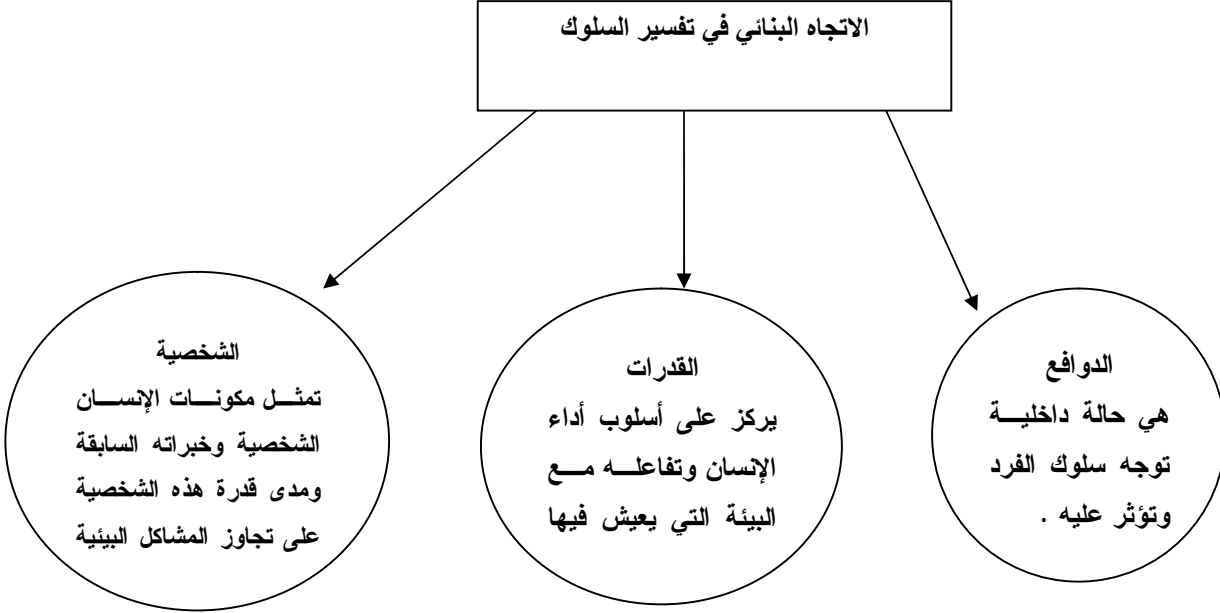 الاتجاه البنائي في تفسير السلوك
الدوافع
هي حالة داخلية
توجه سلوك الفرد
وتؤثر عليه .
القدرات
يركز على أسلوب أداء
الإنسان وتفاعله مع
البيئة التي يعيش فيها
الشخصية
تمثل مكونات الإنسان
الشخصية وخبراته السابقة
ومدى قدرة هذه الشخصية
على تجاوز المشاكل البيئية